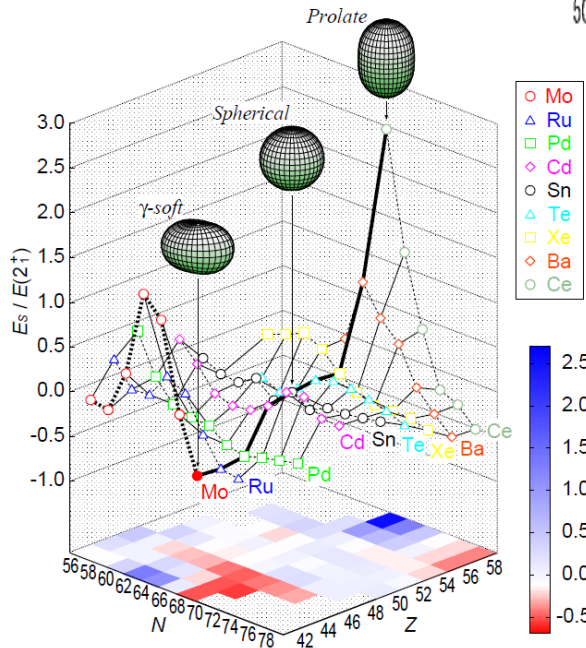 50
Prolate
Spherical
γ-soft
3.0
2.5
2.0
1.5
1.0
0.5
0.0
-0.5
-1.0
E_S / E(2⁺₁)
Mo
Ru
Pd
Cd
Sn
Te
Xe
Ba
Ce
Mo
Ru
Pd
Cd
Sn
Te
Xe
Ba
Ce
56 58 60 62 64 66 68 70 72 74 76 78
N
42 44 46 48 50 52 54 56 58
Z
2.5
2.0
1.5
1.0
0.5
0.0
-0.5